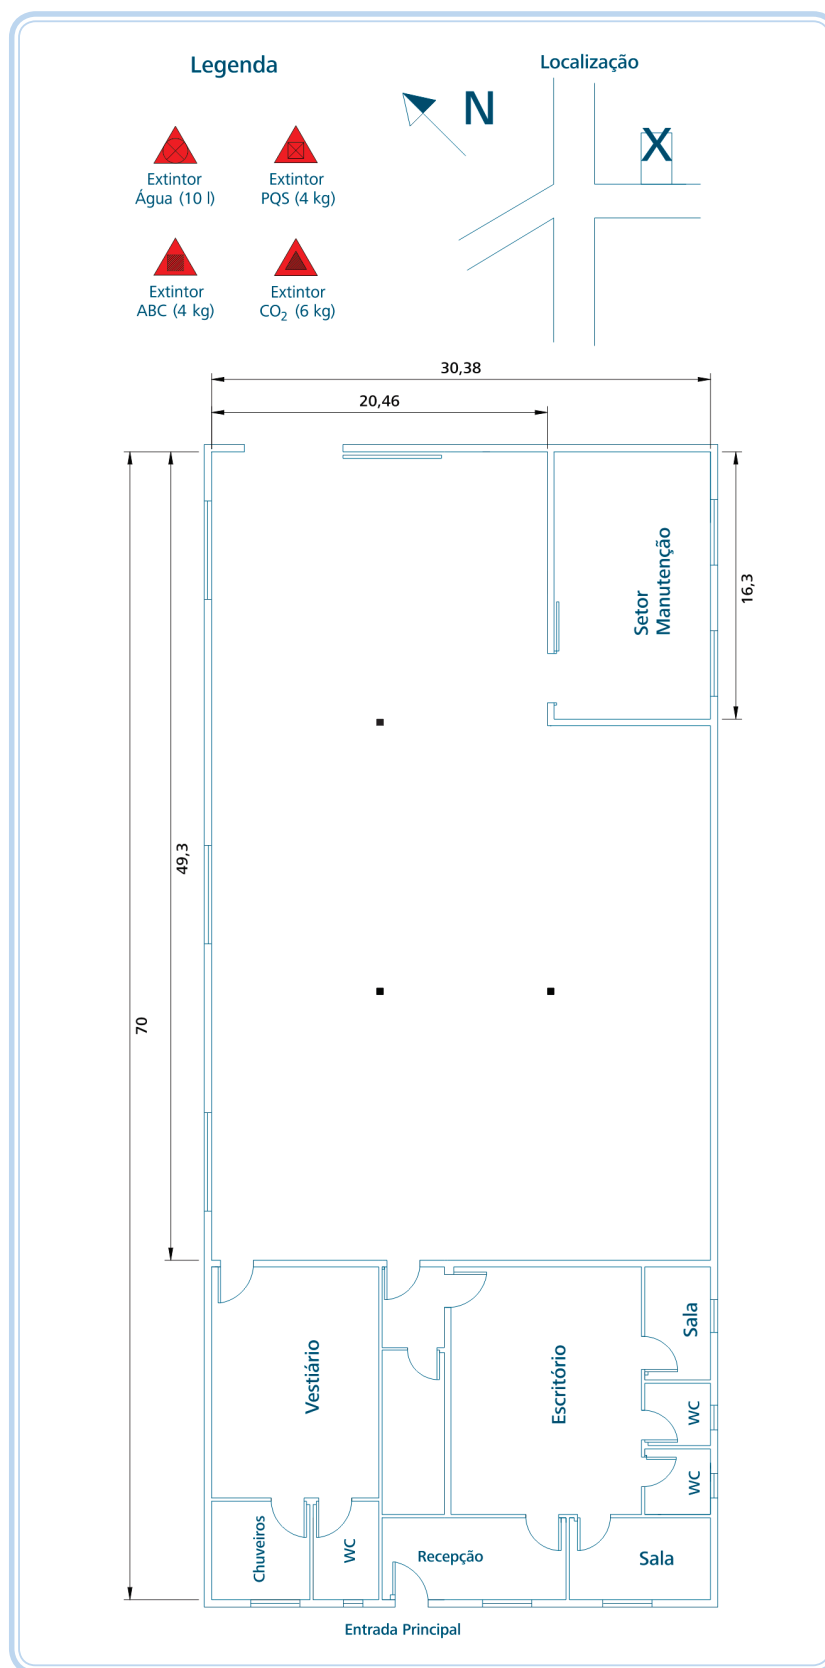 Legenda
Localização
N
X
Extintor
Água (10 l)
Extintor
PQS (4 kg)
Extintor
ABC (4 kg)
Extintor
CO₂ (6 kg)
30,38
20,46
Setor
Manutenção
16,3
49,3
70
Vestiário
Escritório
Sala
WC
WC
Chuveiros
WC
Recepção
Sala
Entrada Principal